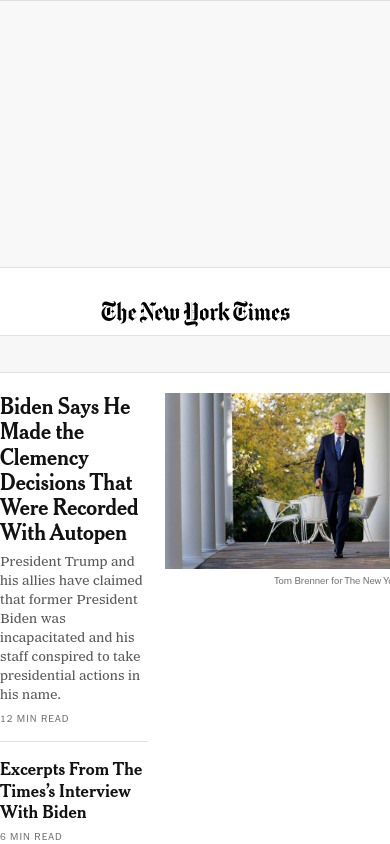 The New York Times
Biden Says He
Made the
Clemency
Decisions That
Were Recorded
With Autopen
President Trump and
his allies have claimed
that former President
Biden was
incapacitated and his
staff conspired to take
presidential actions in
his name.
12 MIN READ
Tom Brenner for The New
Excerpts From The
Times’s Interview
With Biden
6 MIN READ